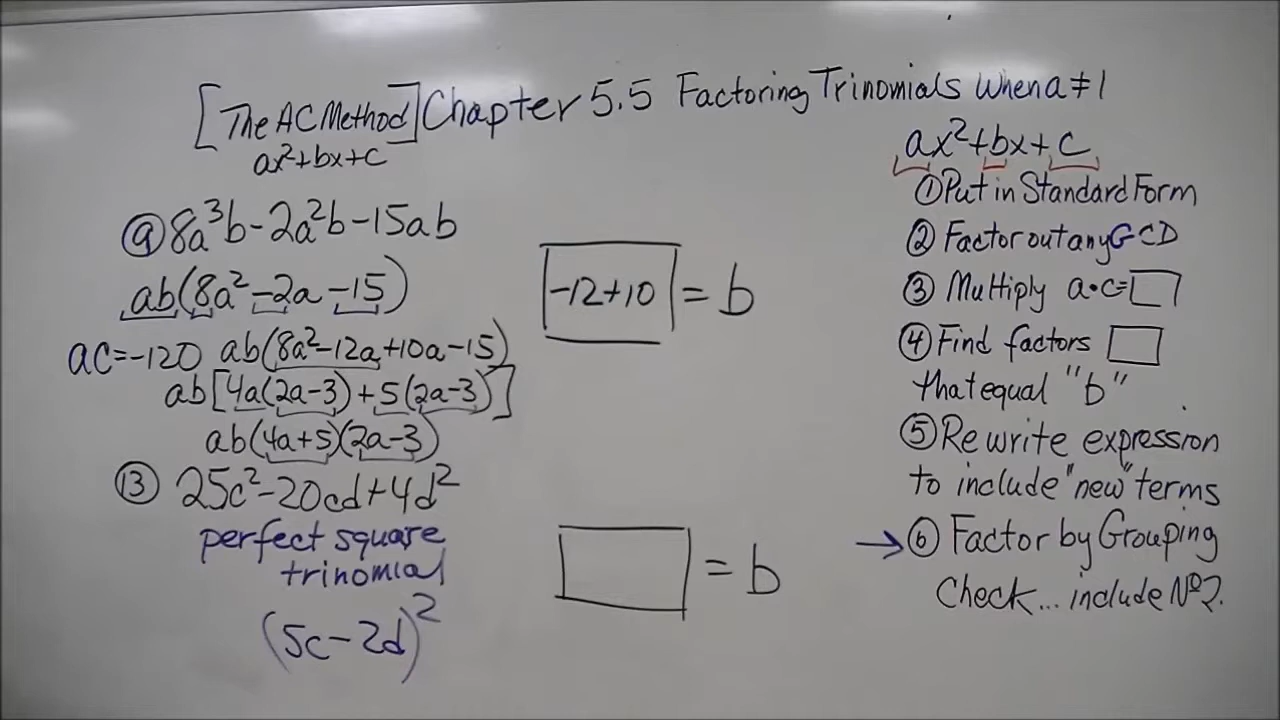 [The AC Method] Chapter 5.5 Factoring Trinomials When a ≠ 1
ax²+bx+c
ⓐ 8a³b-2a²b-15ab
ab(8a²-2a-15)
ac=-120 ab(8a²-12a+10a-15)
ab[4a(2a-3)+5(2a-3)]
ab(4a+5)(2a-3)
⑬ 25c²-20cd+4d²
perfect square
trinomial
(5c-2d)²
-12+10 = b
= b
ax²+bx+c
① Put in Standard Form
② Factor out any GCD
③ Multiply a·c=□
④ Find factors □
that equal "b"
⑤ Rewrite expression
to include "new" terms
→⑥ Factor by Grouping
Check... include Nº2.